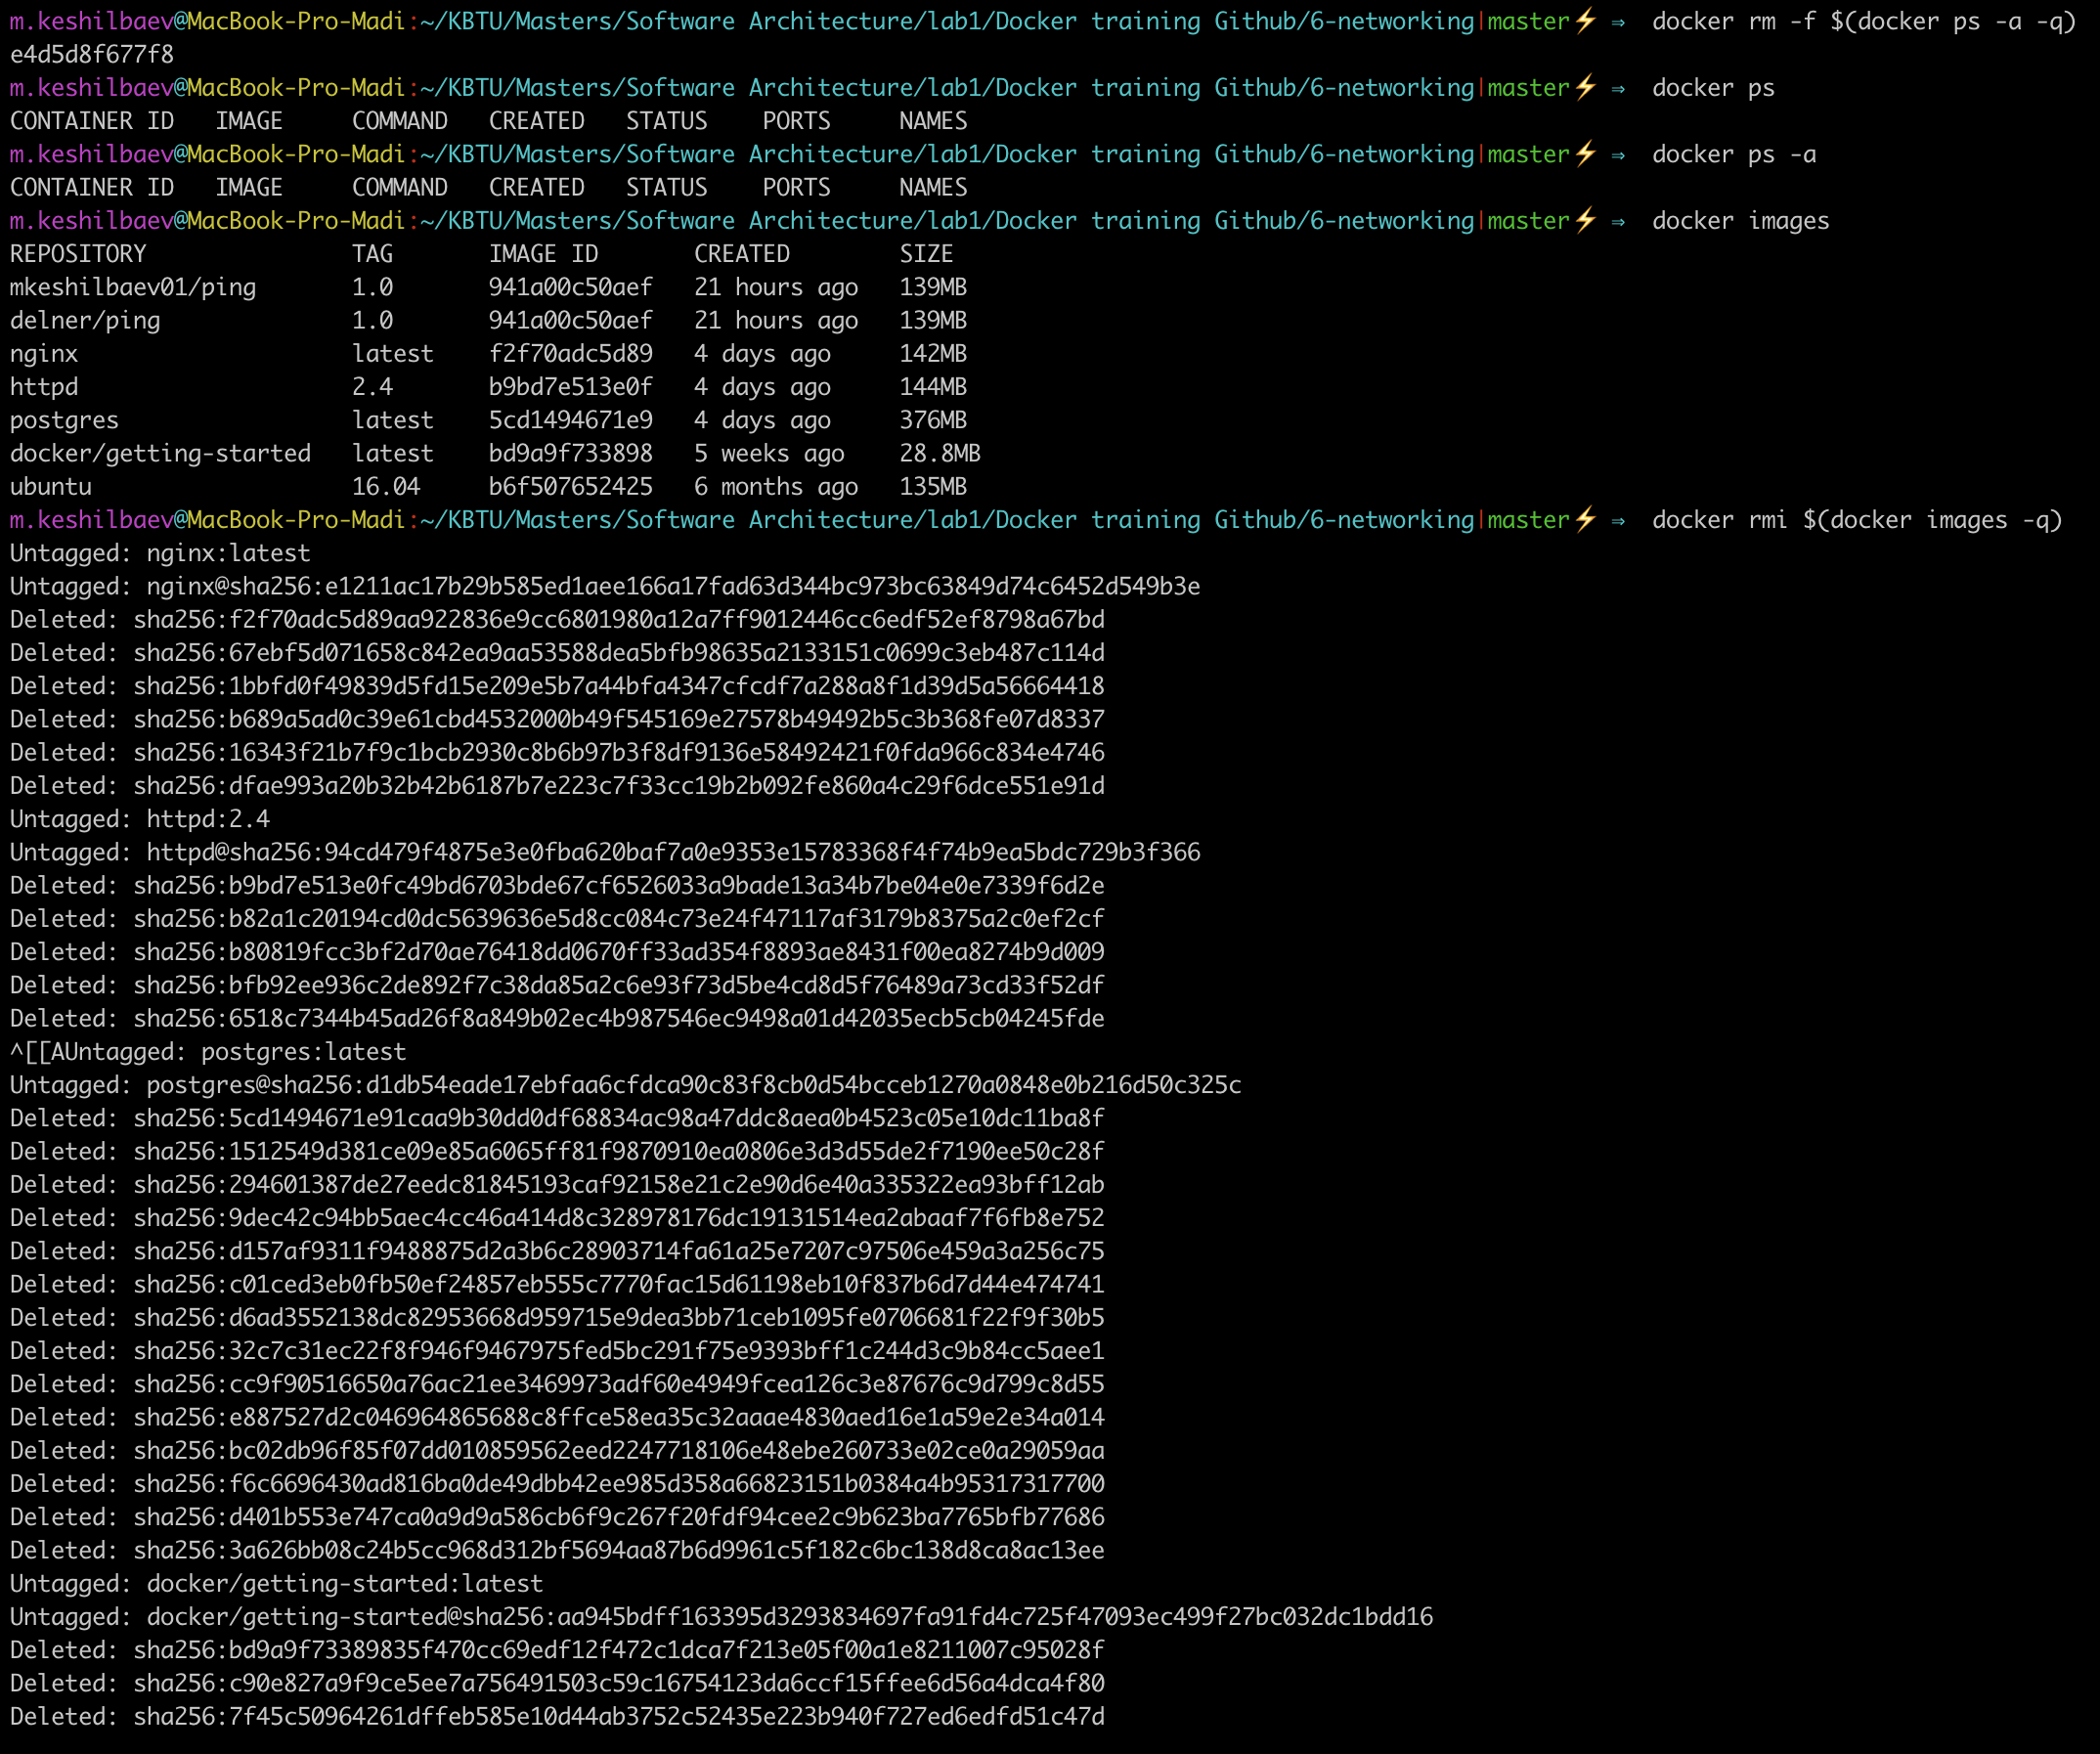 m.keshilbaev@MacBook-Pro-Madi:~/KBTU/Masters/Software Architecture/lab1/Docker training Github/6-networking|master⚡ ⇒  docker rm -f $(docker ps -a -q)
e4d5d8f677f8
m.keshilbaev@MacBook-Pro-Madi:~/KBTU/Masters/Software Architecture/lab1/Docker training Github/6-networking|master⚡ ⇒  docker ps
CONTAINER ID   IMAGE     COMMAND   CREATED   STATUS    PORTS     NAMES
m.keshilbaev@MacBook-Pro-Madi:~/KBTU/Masters/Software Architecture/lab1/Docker training Github/6-networking|master⚡ ⇒  docker ps -a
CONTAINER ID   IMAGE     COMMAND   CREATED   STATUS    PORTS     NAMES
m.keshilbaev@MacBook-Pro-Madi:~/KBTU/Masters/Software Architecture/lab1/Docker training Github/6-networking|master⚡ ⇒  docker images
REPOSITORY               TAG       IMAGE ID       CREATED        SIZE
mkeshilbaev01/ping       1.0       941a00c50aef   21 hours ago   139MB
delner/ping              1.0       941a00c50aef   21 hours ago   139MB
nginx                    latest    f2f70adc5d89   4 days ago     142MB
httpd                    2.4       b9bd7e513e0f   4 days ago     144MB
postgres                 latest    5cd1494671e9   4 days ago     376MB
docker/getting-started   latest    bd9a9f733898   5 weeks ago    28.8MB
ubuntu                   16.04     b6f507652425   6 months ago   135MB
m.keshilbaev@MacBook-Pro-Madi:~/KBTU/Masters/Software Architecture/lab1/Docker training Github/6-networking|master⚡ ⇒  docker rmi $(docker images -q)
Untagged: nginx:latest
Untagged: nginx@sha256:e1211ac17b29b585ed1aee166a17fad63d344bc973bc63849d74c6452d549b3e
Deleted: sha256:f2f70adc5d89aa922836e9cc6801980a12a7ff9012446cc6edf52ef8798a67bd
Deleted: sha256:67ebf5d071658c842ea9aa53588dea5bfb98635a2133151c0699c3eb487c114d
Deleted: sha256:1bbfd0f49839d5fd15e209e5b7a44bfa4347cfcdf7a288a8f1d39d5a56664418
Deleted: sha256:b689a5ad0c39e61cbd4532000b49f545169e27578b49492b5c3b368fe07d8337
Deleted: sha256:16343f21b7f9c1bcb2930c8b6b97b3f8df9136e58492421f0fda966c834e4746
Deleted: sha256:dfae993a20b32b42b6187b7e223c7f33cc19b2b092fe860a4c29f6dce551e91d
Untagged: httpd:2.4
Untagged: httpd@sha256:94cd479f4875e3e0fba620baf7a0e9353e15783368f4f74b9ea5bdc729b3f366
Deleted: sha256:b9bd7e513e0fc49bd6703bde67cf6526033a9bade13a34b7be04e0e7339f6d2e
Deleted: sha256:b82a1c20194cd0dc5639636e5d8cc084c73e24f47117af3179b8375a2c0ef2cf
Deleted: sha256:b80819fcc3bf2d70ae76418dd0670ff33ad354f8893ae8431f00ea8274b9d009
Deleted: sha256:bfb92ee936c2de892f7c38da85a2c6e93f73d5be4cd8d5f76489a73cd33f52df
Deleted: sha256:6518c7344b45ad26f8a849b02ec4b987546ec9498a01d42035ecb5cb04245fde
^[[AUntagged: postgres:latest
Untagged: postgres@sha256:d1db54eade17ebfaa6cfdca90c83f8cb0d54bcceb1270a0848e0b216d50c325c
Deleted: sha256:5cd1494671e91caa9b30dd0df68834ac98a47ddc8aea0b4523c05e10dc11ba8f
Deleted: sha256:1512549d381ce09e85a6065ff81f9870910ea0806e3d3d55de2f7190ee50c28f
Deleted: sha256:294601387de27eedc81845193caf92158e21c2e90d6e40a335322ea93bff12ab
Deleted: sha256:9dec42c94bb5aec4cc46a414d8c328978176dc19131514ea2abaaf7f6fb8e752
Deleted: sha256:d157af9311f9488875d2a3b6c28903714fa61a25e7207c97506e459a3a256c75
Deleted: sha256:c01ced3eb0fb50ef24857eb555c7770fac15d61198eb10f837b6d7d44e474741
Deleted: sha256:d6ad3552138dc82953668d959715e9dea3bb71ceb1095fe0706681f22f9f30b5
Deleted: sha256:32c7c31ec22f8f946f9467975fed5bc291f75e9393bff1c244d3c9b84cc5aee1
Deleted: sha256:cc9f90516650a76ac21ee3469973adf60e4949fcea126c3e87676c9d799c8d55
Deleted: sha256:e887527d2c046964865688c8ffce58ea35c32aaae4830aed16e1a59e2e34a014
Deleted: sha256:bc02db96f85f07dd010859562eed2247718106e48ebe260733e02ce0a29059aa
Deleted: sha256:f6c6696430ad816ba0de49dbb42ee985d358a66823151b0384a4b95317317700
Deleted: sha256:d401b553e747ca0a9d9a586cb6f9c267f20fdf94cee2c9b623ba7765bfb77686
Deleted: sha256:3a626bb08c24b5cc968d312bf5694aa87b6d9961c5f182c6bc138d8ca8ac13ee
Untagged: docker/getting-started:latest
Untagged: docker/getting-started@sha256:aa945bdff163395d3293834697fa91fd4c725f47093ec499f27bc032dc1bdd16
Deleted: sha256:bd9a9f73389835f470cc69edf12f472c1dca7f213e05f00a1e8211007c95028f
Deleted: sha256:c90e827a9f9ce5ee7a756491503c59c16754123da6ccf15ffee6d56a4dca4f80
Deleted: sha256:7f45c50964261dffeb585e10d44ab3752c52435e223b940f727ed6edfd51c47d